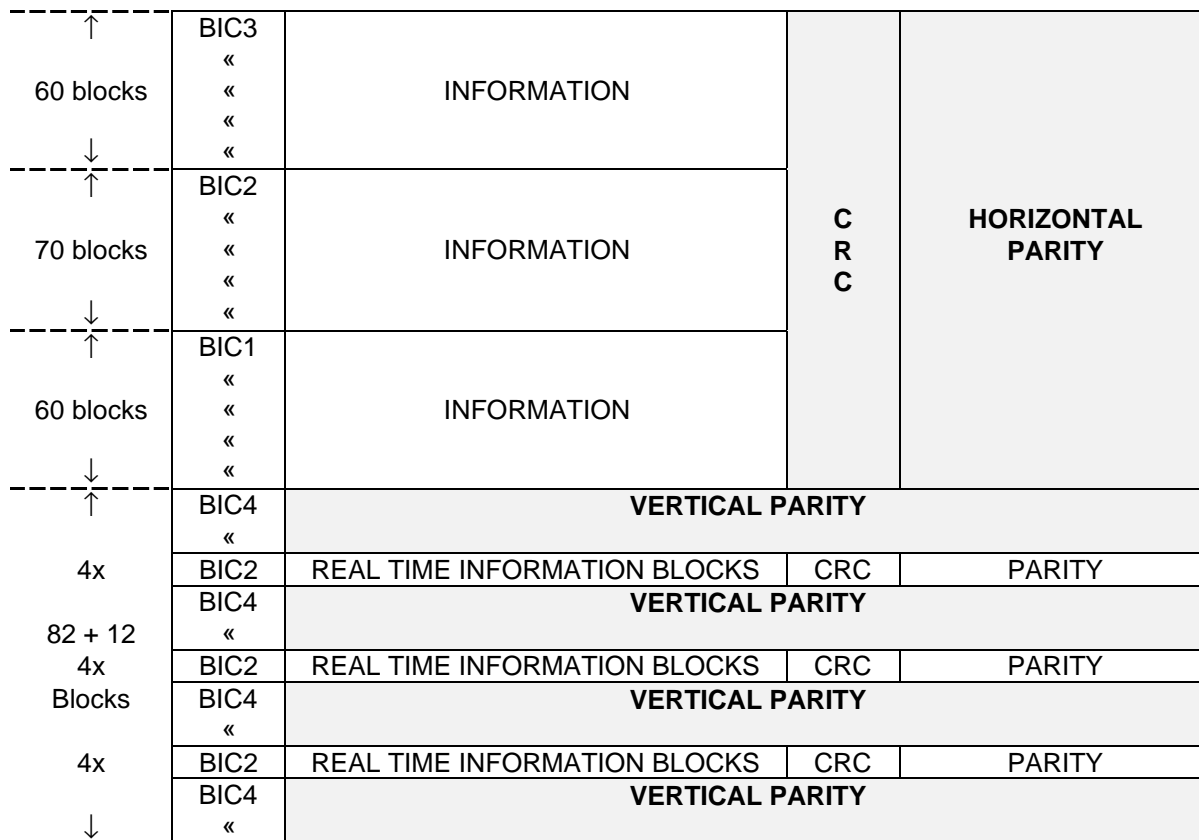 ↑ BIC3
«
60 blocks « INFORMATION
«
↓ «
↑ BIC2
« C HORIZONTAL
70 blocks « INFORMATION R PARITY
« C
↓ «
↑ BIC1
«
60 blocks « INFORMATION
«
↓ «
↑ BIC4 VERTICAL PARITY
«
4x BIC2 REAL TIME INFORMATION BLOCKS CRC PARITY
BIC4 VERTICAL PARITY
82 + 12 «
4x BIC2 REAL TIME INFORMATION BLOCKS CRC PARITY
Blocks BIC4 VERTICAL PARITY
«
4x BIC2 REAL TIME INFORMATION BLOCKS CRC PARITY
BIC4 VERTICAL PARITY
↓ «